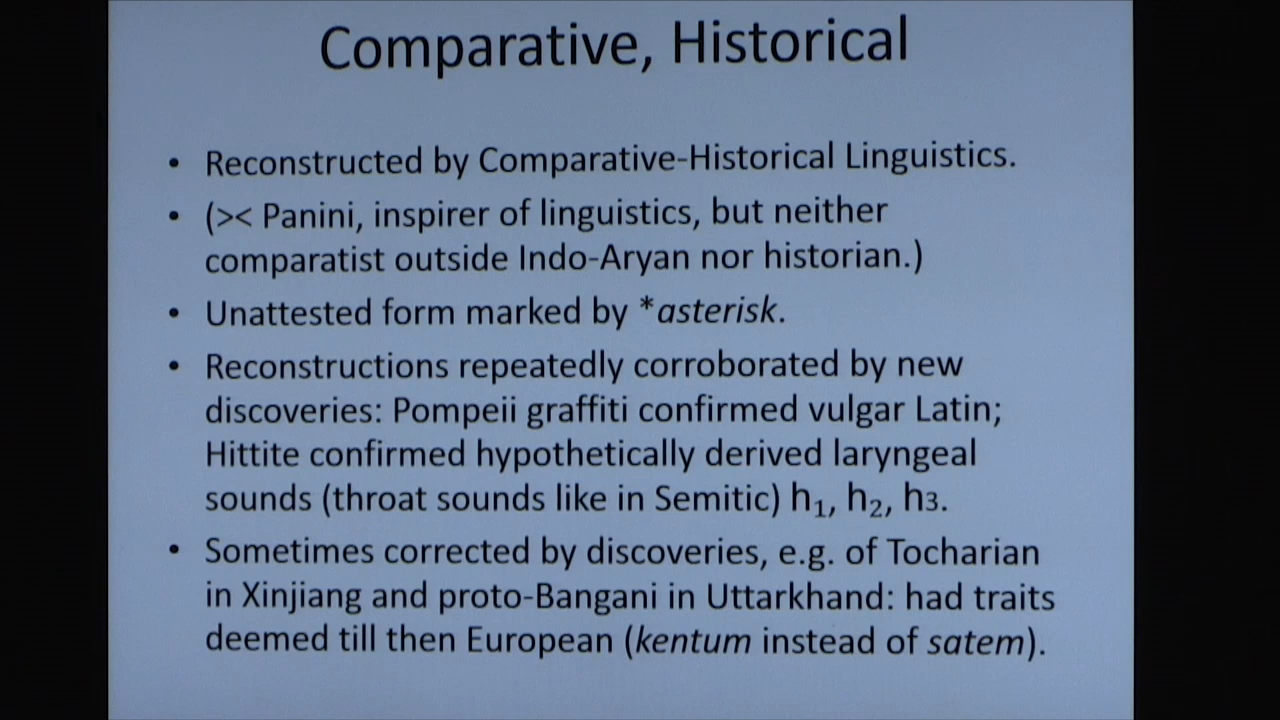 Comparative, Historical
• Reconstructed by Comparative-Historical Linguistics.
• (>< Panini, inspirer of linguistics, but neither
comparatist outside Indo-Aryan nor historian.)
• Unattested form marked by *asterisk.
• Reconstructions repeatedly corroborated by new
discoveries: Pompeii graffiti confirmed vulgar Latin;
Hittite confirmed hypothetically derived laryngeal
sounds (throat sounds like in Semitic) h₁, h₂, h3.
• Sometimes corrected by discoveries, e.g. of Tocharian
in Xinjiang and proto-Bangani in Uttarkhand: had traits
deemed till then European (kentum instead of satem).